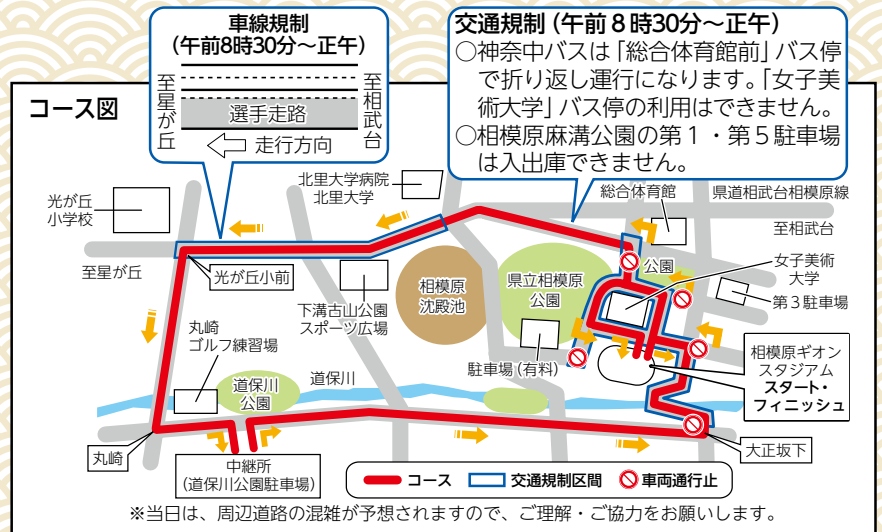 車線規制
(午前8時30分～正午)
至星が丘
至相武台
選手走路
走行方向
交通規制(午前8時30分～正午)
○神奈中バスは「総合体育館前」バス停
で折り返し運行になります。「女子美
術大学」バス停の利用はできません。
○相模原麻溝公園の第1・第5駐車場
は入出庫できません。
コース図
光が丘
小学校
北里大学病院
北里大学
総合体育館
県道相武台相模原線
至相武台
至星が丘
光が丘小前
下溝古山公園
スポーツ広場
相模原
沈殿池
県立相模原
公園
公園
女子美術
大学
第3駐車場
丸崎
ゴルフ練習場
道保川
公園
道保川
駐車場(有料)
相模原ギオン
スタジアム
スタート・
フィニッシュ
丸崎
中継所
(道保川公園駐車場)
大正坂下
コース
交通規制区間
車両通行止
※当日は、周辺道路の混雑が予想されますので、ご理解・ご協力をお願いします。